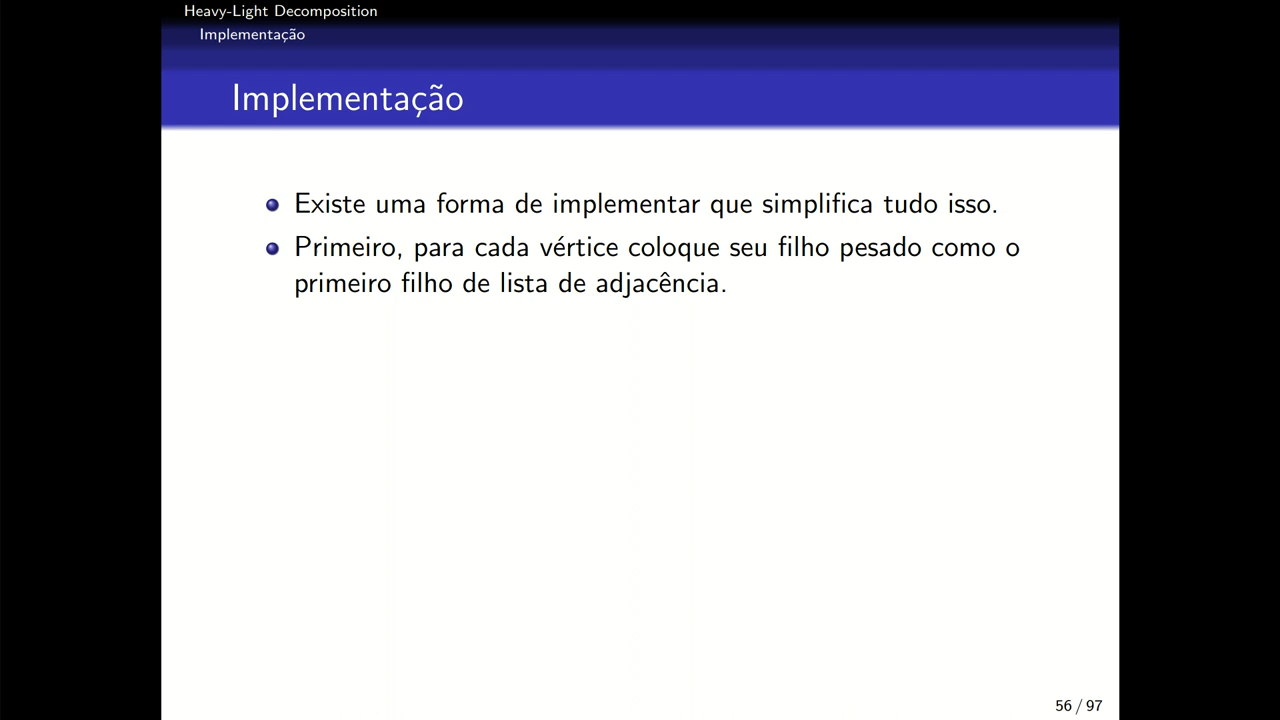 Heavy-Light Decomposition
Implementação
Implementação
Existe uma forma de implementar que simplifica tudo isso.
Primeiro, para cada vértice coloque seu filho pesado como o
primeiro filho de lista de adjacência.
56 / 97